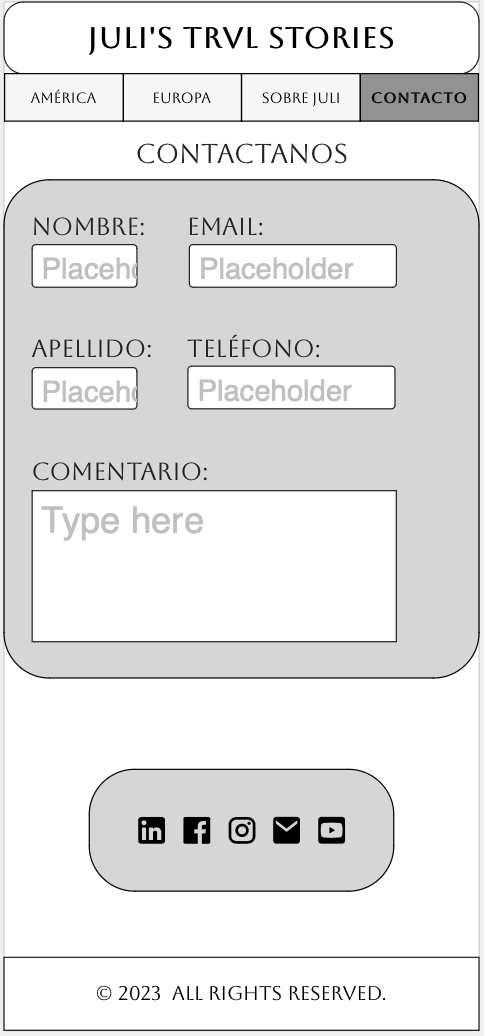 JULI'S TRVL STORIES
AMÉRICA EUROPA SOBRE JULI CONTACTO
CONTACTANOS
NOMBRE: EMAIL:
Placeho Placeholder
APELLIDO: TELÉFONO:
Placeho Placeholder
COMENTARIO:
Type here
© 2023 ALL RIGHTS RESERVED.